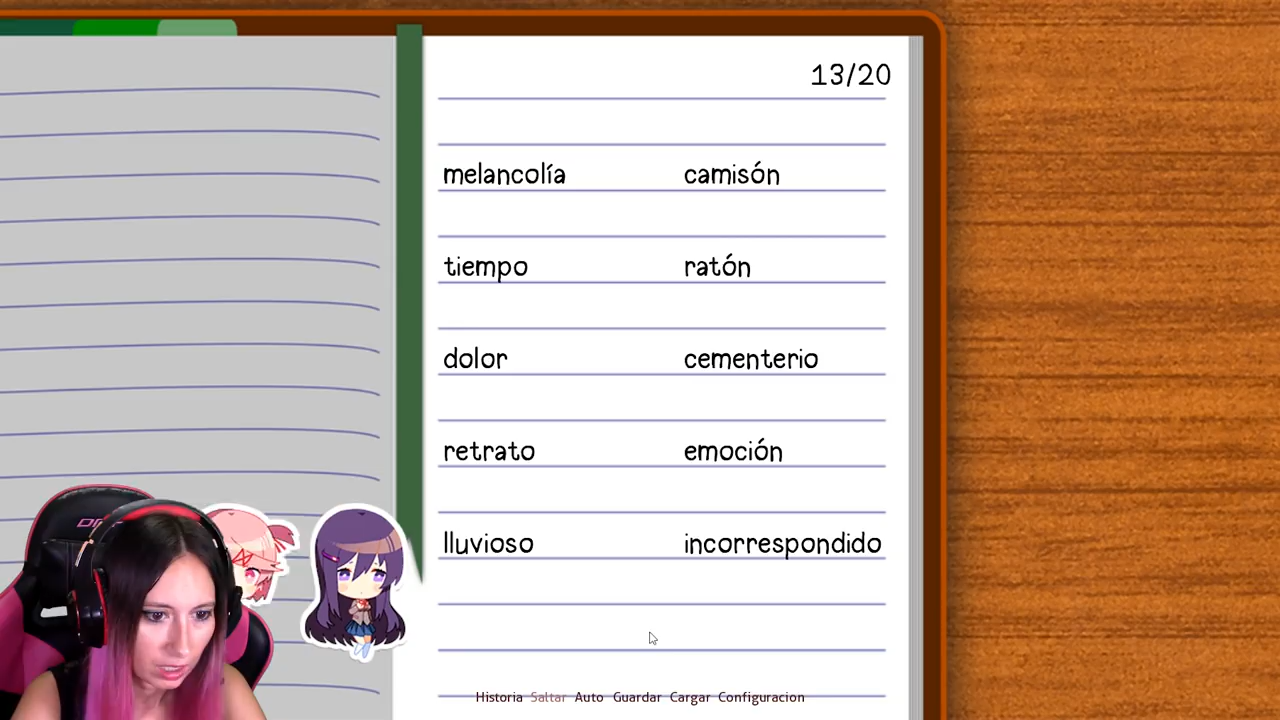 13/20
melancolía camisón
tiempo ratón
dolor cementerio
retrato emoción
lluvioso incorrespondido
Historia Saltar Auto Guardar Cargar Configuracion